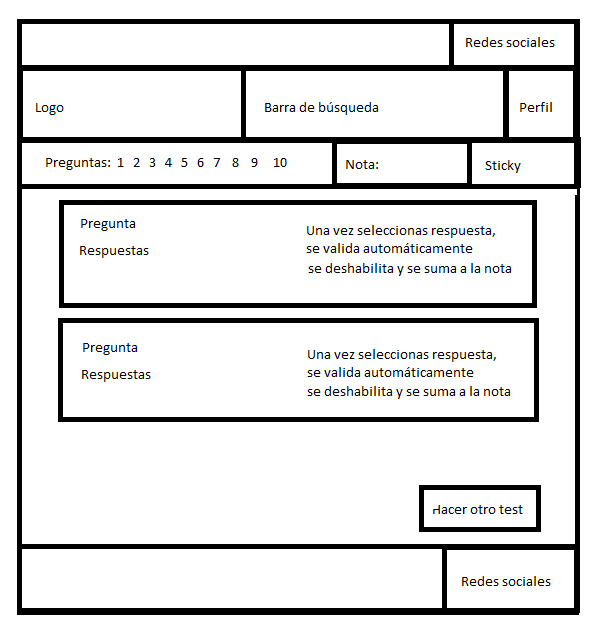 Redes sociales
Logo
Barra de búsqueda
Perfil
Preguntas: 1 2 3 4 5 6 7 8 9 10
Nota:
Sticky
Pregunta
Respuestas
Una vez seleccionas respuesta,
se valida automáticamente
se deshabilita y se suma a la nota
Pregunta
Respuestas
Una vez seleccionas respuesta,
se valida automáticamente
se deshabilita y se suma a la nota
Hacer otro test
Redes sociales